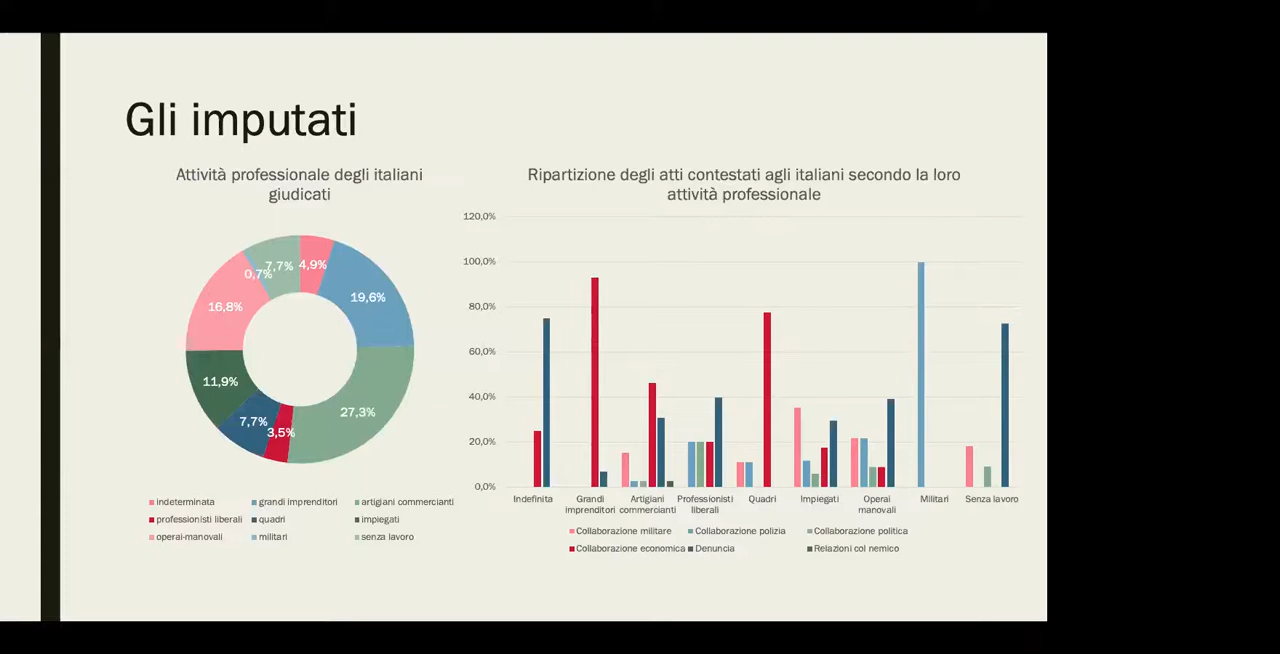 Gli imputati
Attività professionale degli italiani
giudicati
4,9%
19,6%
27,3%
3,5%
7,7%
11,9%
16,8%
0,7%
7,7%
indeterminata
grandi imprenditori
artigiani commercianti
professionisti liberali
quadri
impiegati
operai-manovali
militari
senza lavoro
Ripartizione degli atti contestati agli italiani secondo la loro
attività professionale
120,0%
100,0%
80,0%
60,0%
40,0%
20,0%
0,0%
Indefinita
Grandi
imprenditori
Artigiani
commercianti
Professionisti
liberali
Quadri
Impiegati
Operai
manovali
Militari
Senza lavoro
Collaborazione militare
Collaborazione polizia
Collaborazione politica
Collaborazione economica
Denuncia
Relazioni col nemico